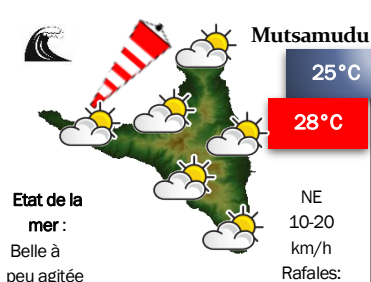 Mutsamudu
25°C
28°C
Etat de la
mer :
Belle à
peu agitée
NE
10-20
km/h
Rafales: